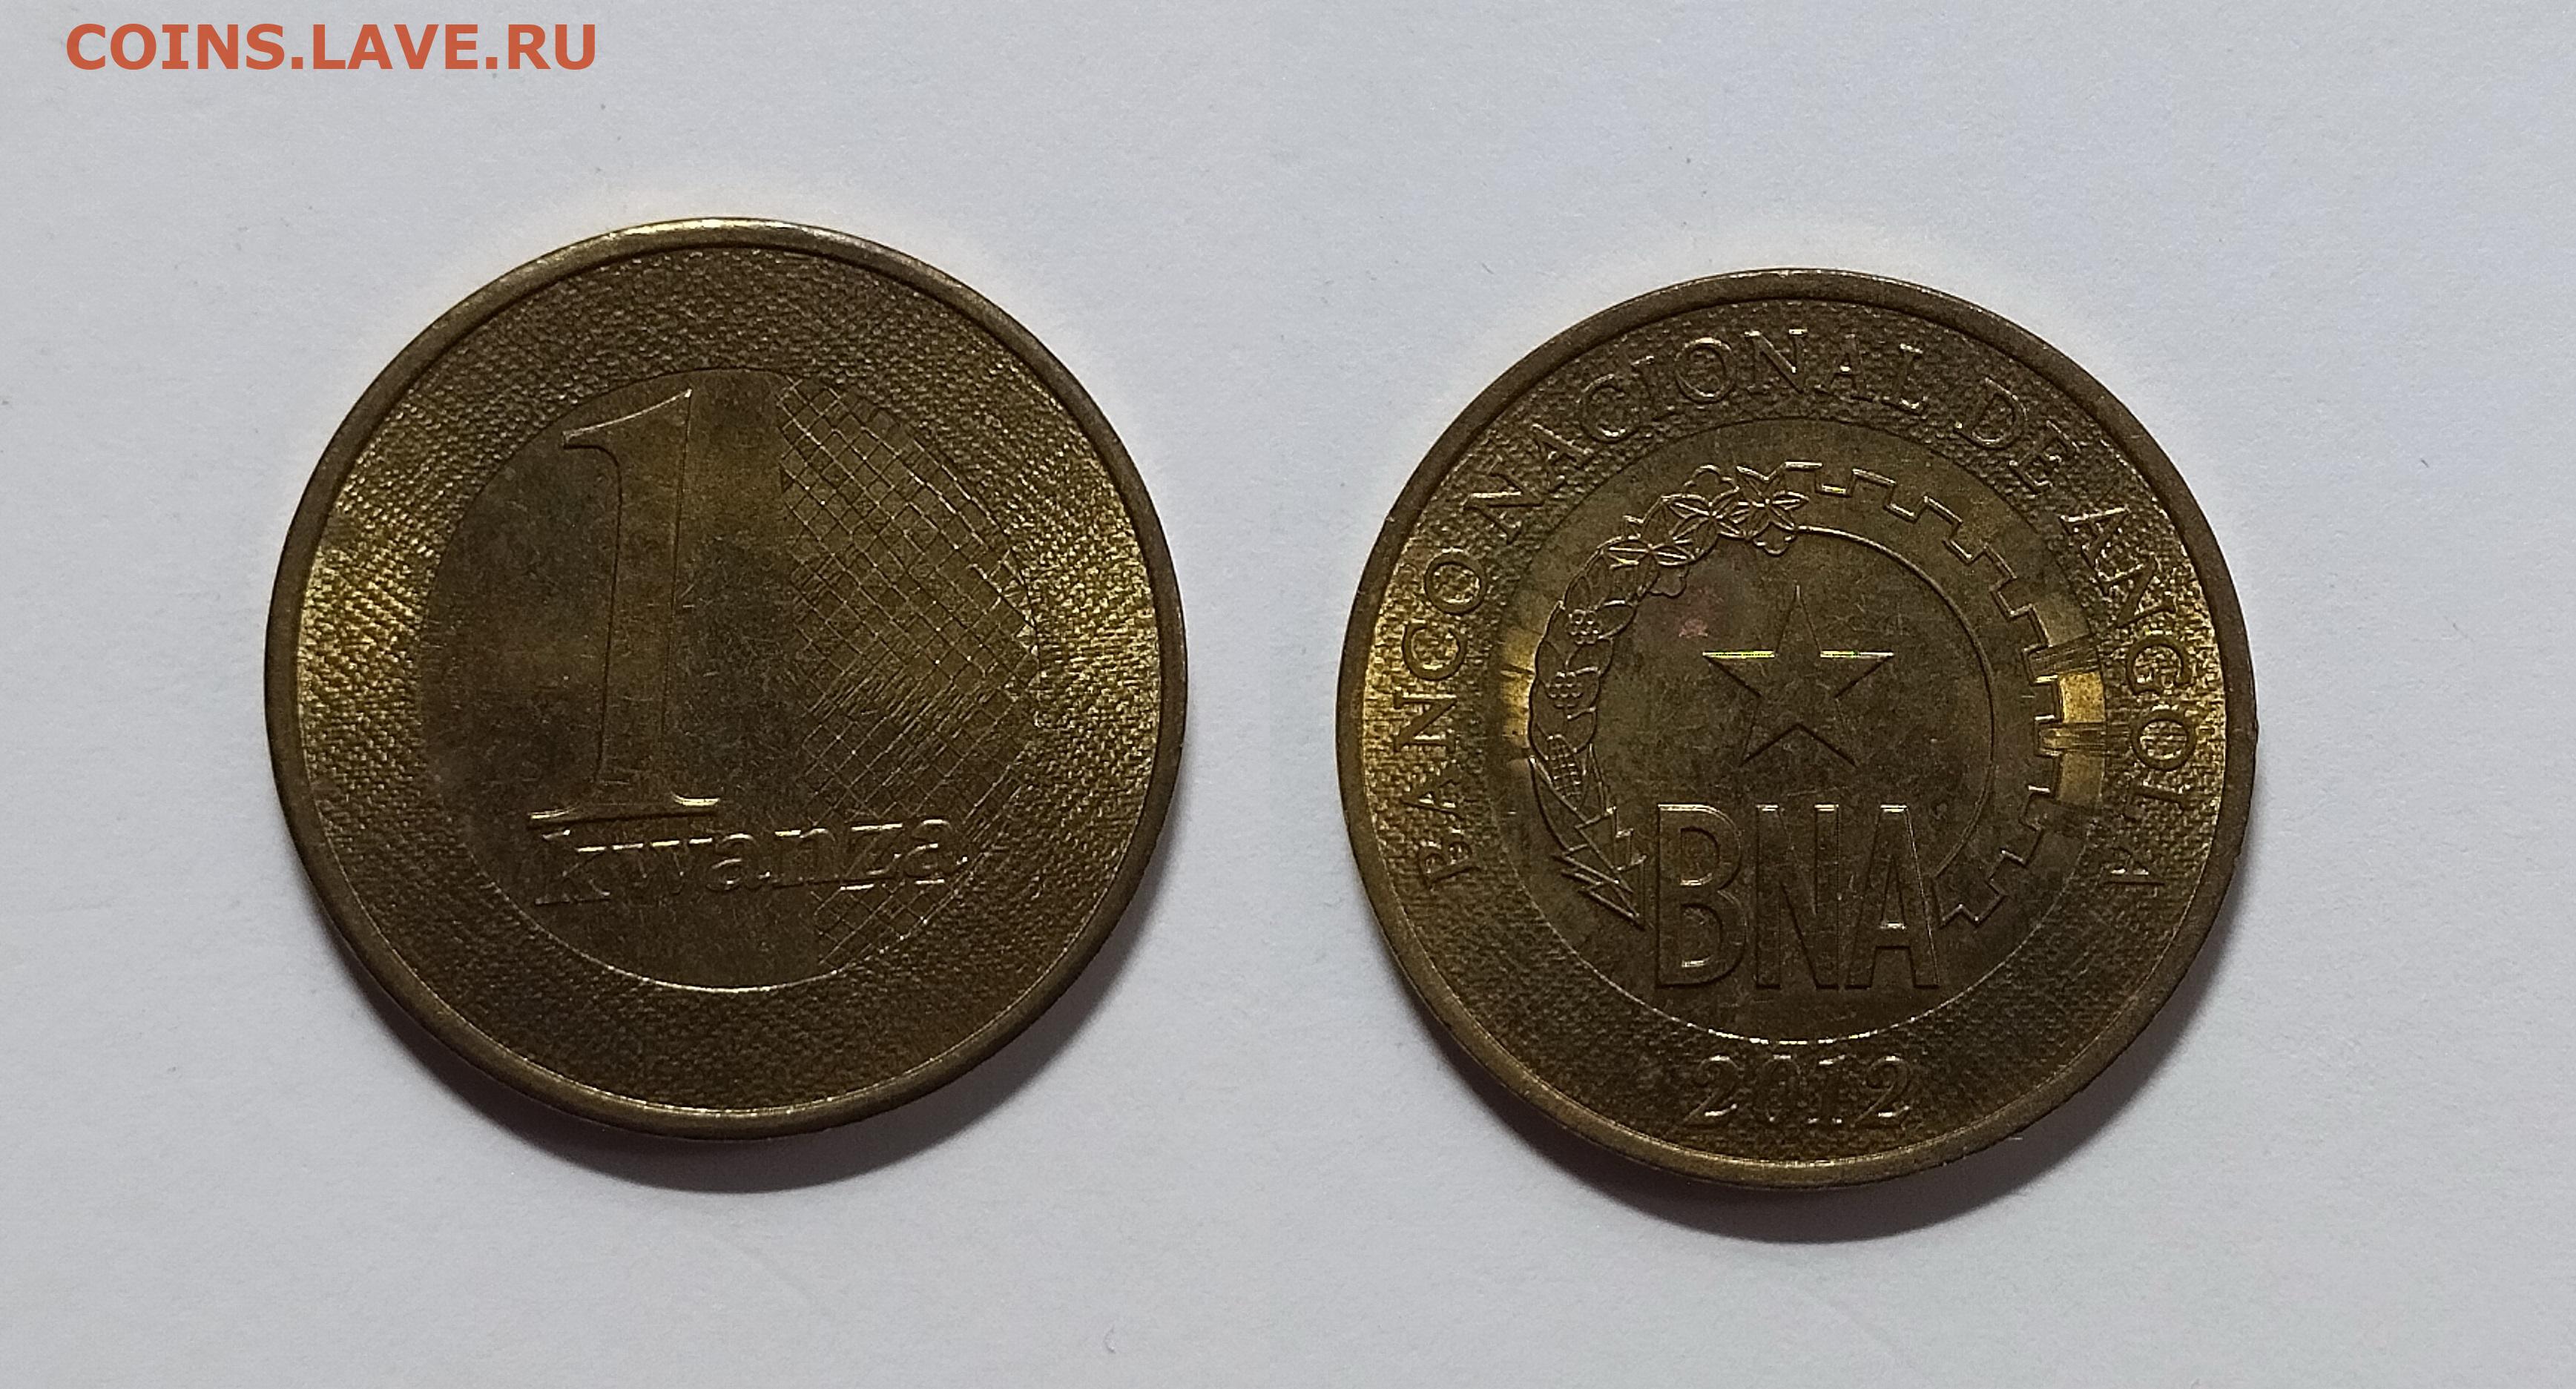 COINS.LAVE.RU
1
kwanza
BANCO NACIONAL DE ANGOLA
BNA
2012